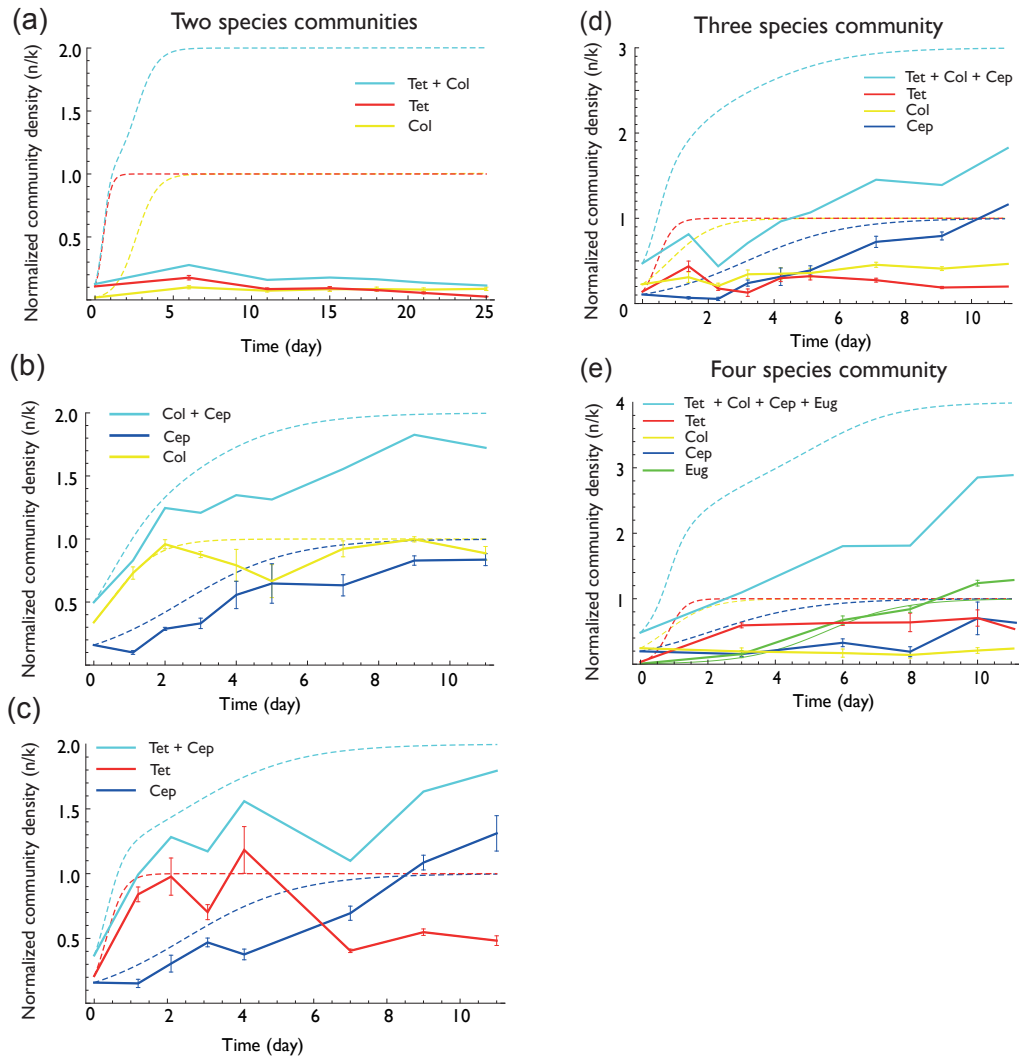 (a)
Two species communities
Normalized community density (n/k)
2.0
1.0
0.5
Tet + Col
Tet
Col
0 5 10 15 20 25
Time (day)
(b)
Normalized community density (n/k)
2.0
1.5
1.0
0.5
Col + Cep
Cep
Col
0 2 4 6 8 10
Time (day)
(c)
Normalized community density (n/k)
2.0
1.5
1.0
0.5
Tet + Cep
Tet
Cep
0 2 4 6 8 10
Time (day)
(d)
Three species community
Normalized community density (n/k)
3
2
1
0
Tet + Col + Cep
Tet
Col
Cep
0 2 4 6 8 10
Time (day)
(e)
Four species community
Normalized community density (n/k)
4
3
2
1
Tet + Col + Cep + Eug
Tet
Col
Cep
Eug
0 2 4 6 8 10
Time (day)